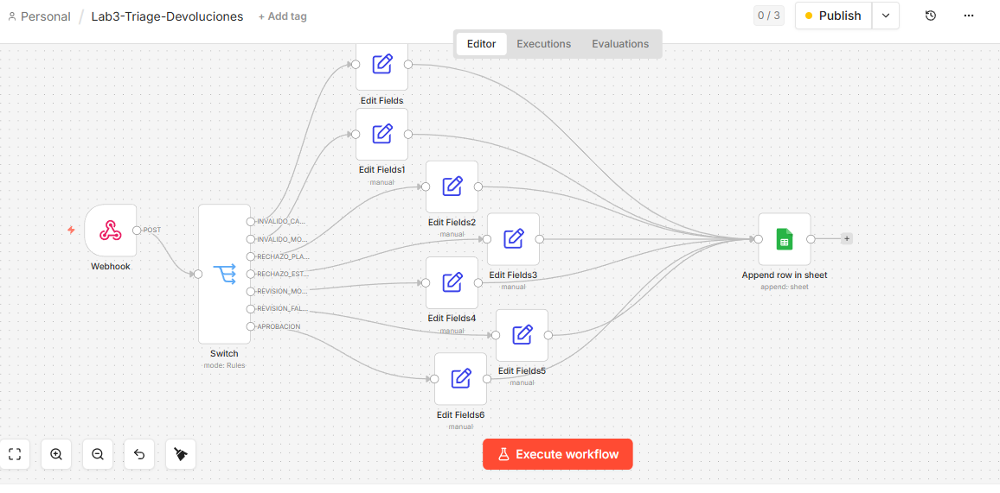 Personal / Lab3-Triage-Devoluciones + Add tag 0 / 3 Publish
Editor Executions Evaluations
Edit Fields
Edit Fields1
manual
Edit Fields2
manual
Edit Fields3
manual
Edit Fields4
manual
Edit Fields5
manual
Edit Fields6
manual
POST
Webhook
INVALIDO_CA...
INVALIDO_MO...
RECHAZO_PLA...
RECHAZO_EST...
REVISION_MO...
REVISION_FAL...
APROBACION
Switch
mode: Rules
Append row in sheet
append: sheet
Execute workflow